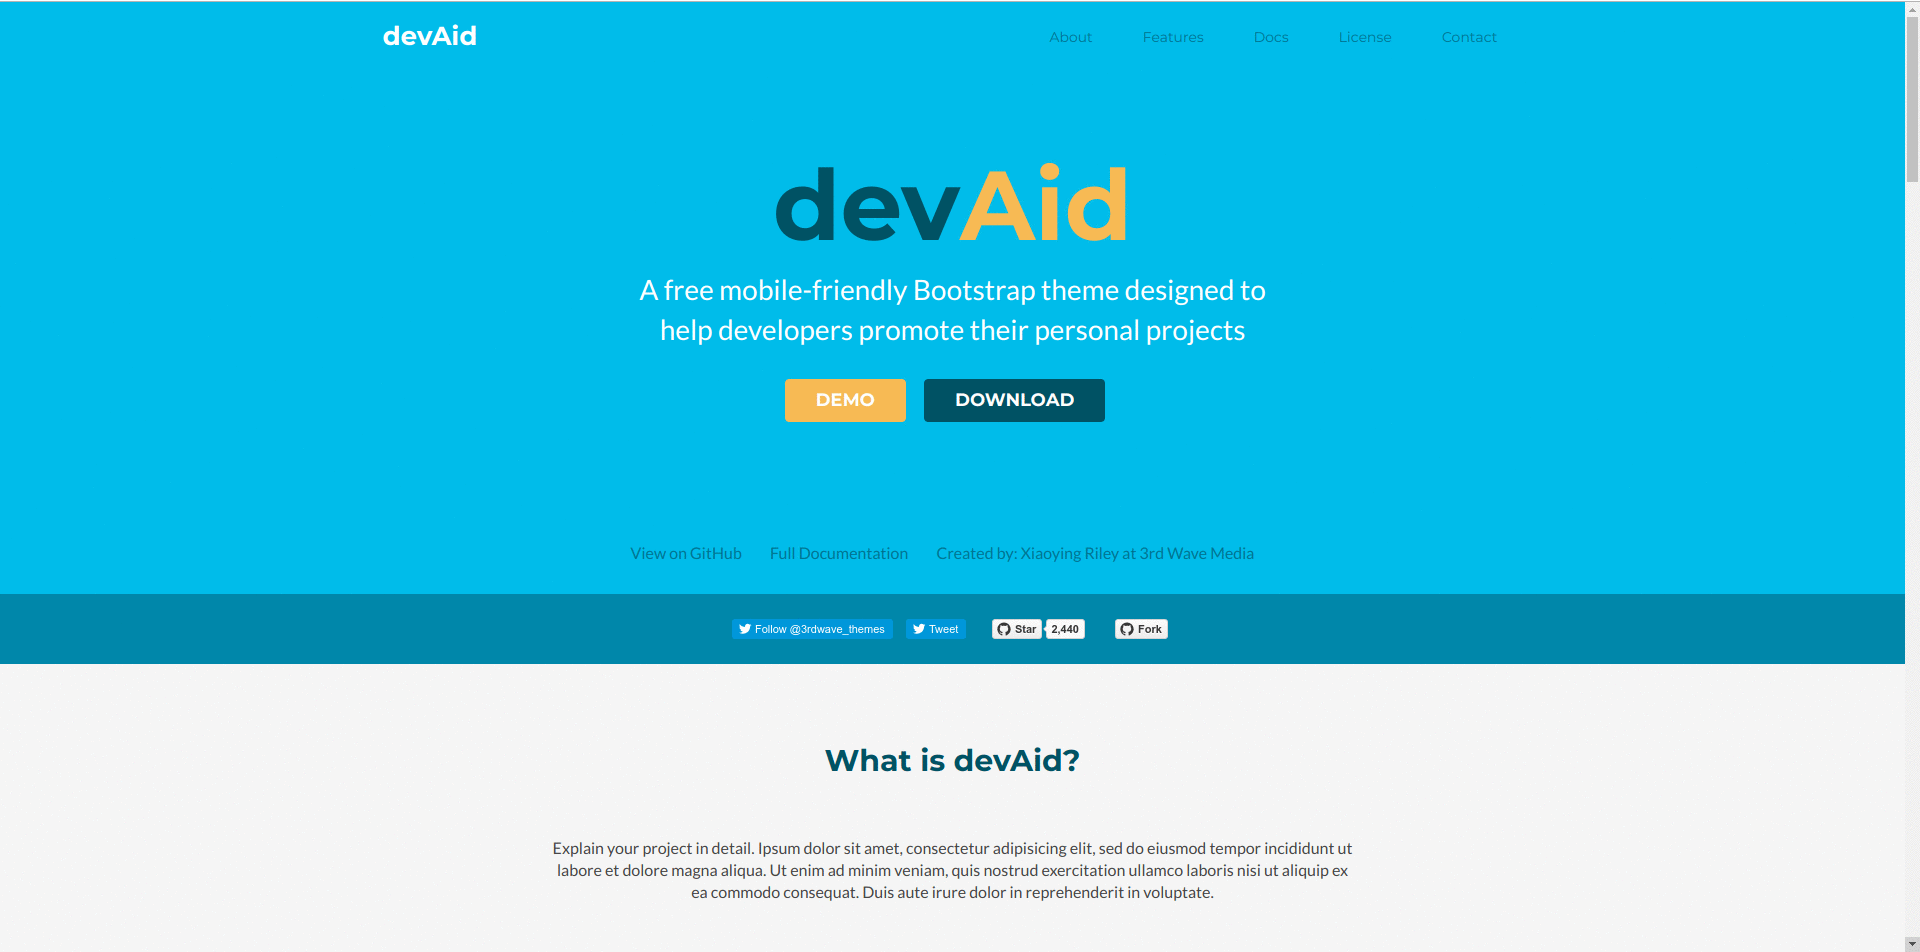 devAid
About Features Docs License Contact
devAid
A free mobile-friendly Bootstrap theme designed to
help developers promote their personal projects
DEMO DOWNLOAD
View on GitHub Full Documentation Created by: Xiaoying Riley at 3rd Wave Media
Follow @3rdwave_themes Tweet Star 2,440 Fork
What is devAid?
Explain your project in detail. Ipsum dolor sit amet, consectetur adipisicing elit, sed do eiusmod tempor incididunt ut
labore et dolore magna aliqua. Ut enim ad minim veniam, quis nostrud exercitation ullamco laboris nisi ut aliquip ex
ea commodo consequat. Duis aute irure dolor in reprehenderit in voluptate.